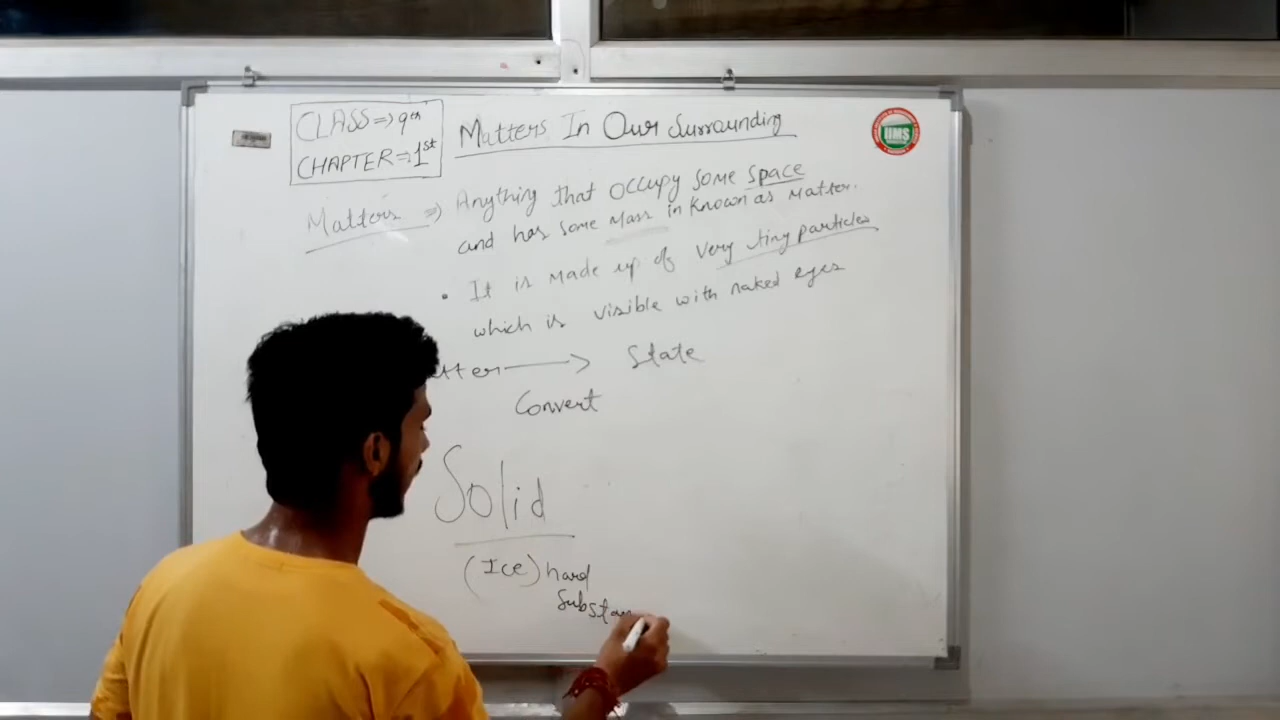 CLASS => 9th
CHAPTER => 1st
Matters In Our Surrounding
IIMS
Matters => Anything that occupy some space
and has some Mass in known as matter.
• It is made up of very tiny particles
which is visible with naked eyes
tter → State
Convert
Solid
(Ice) hard
Substan